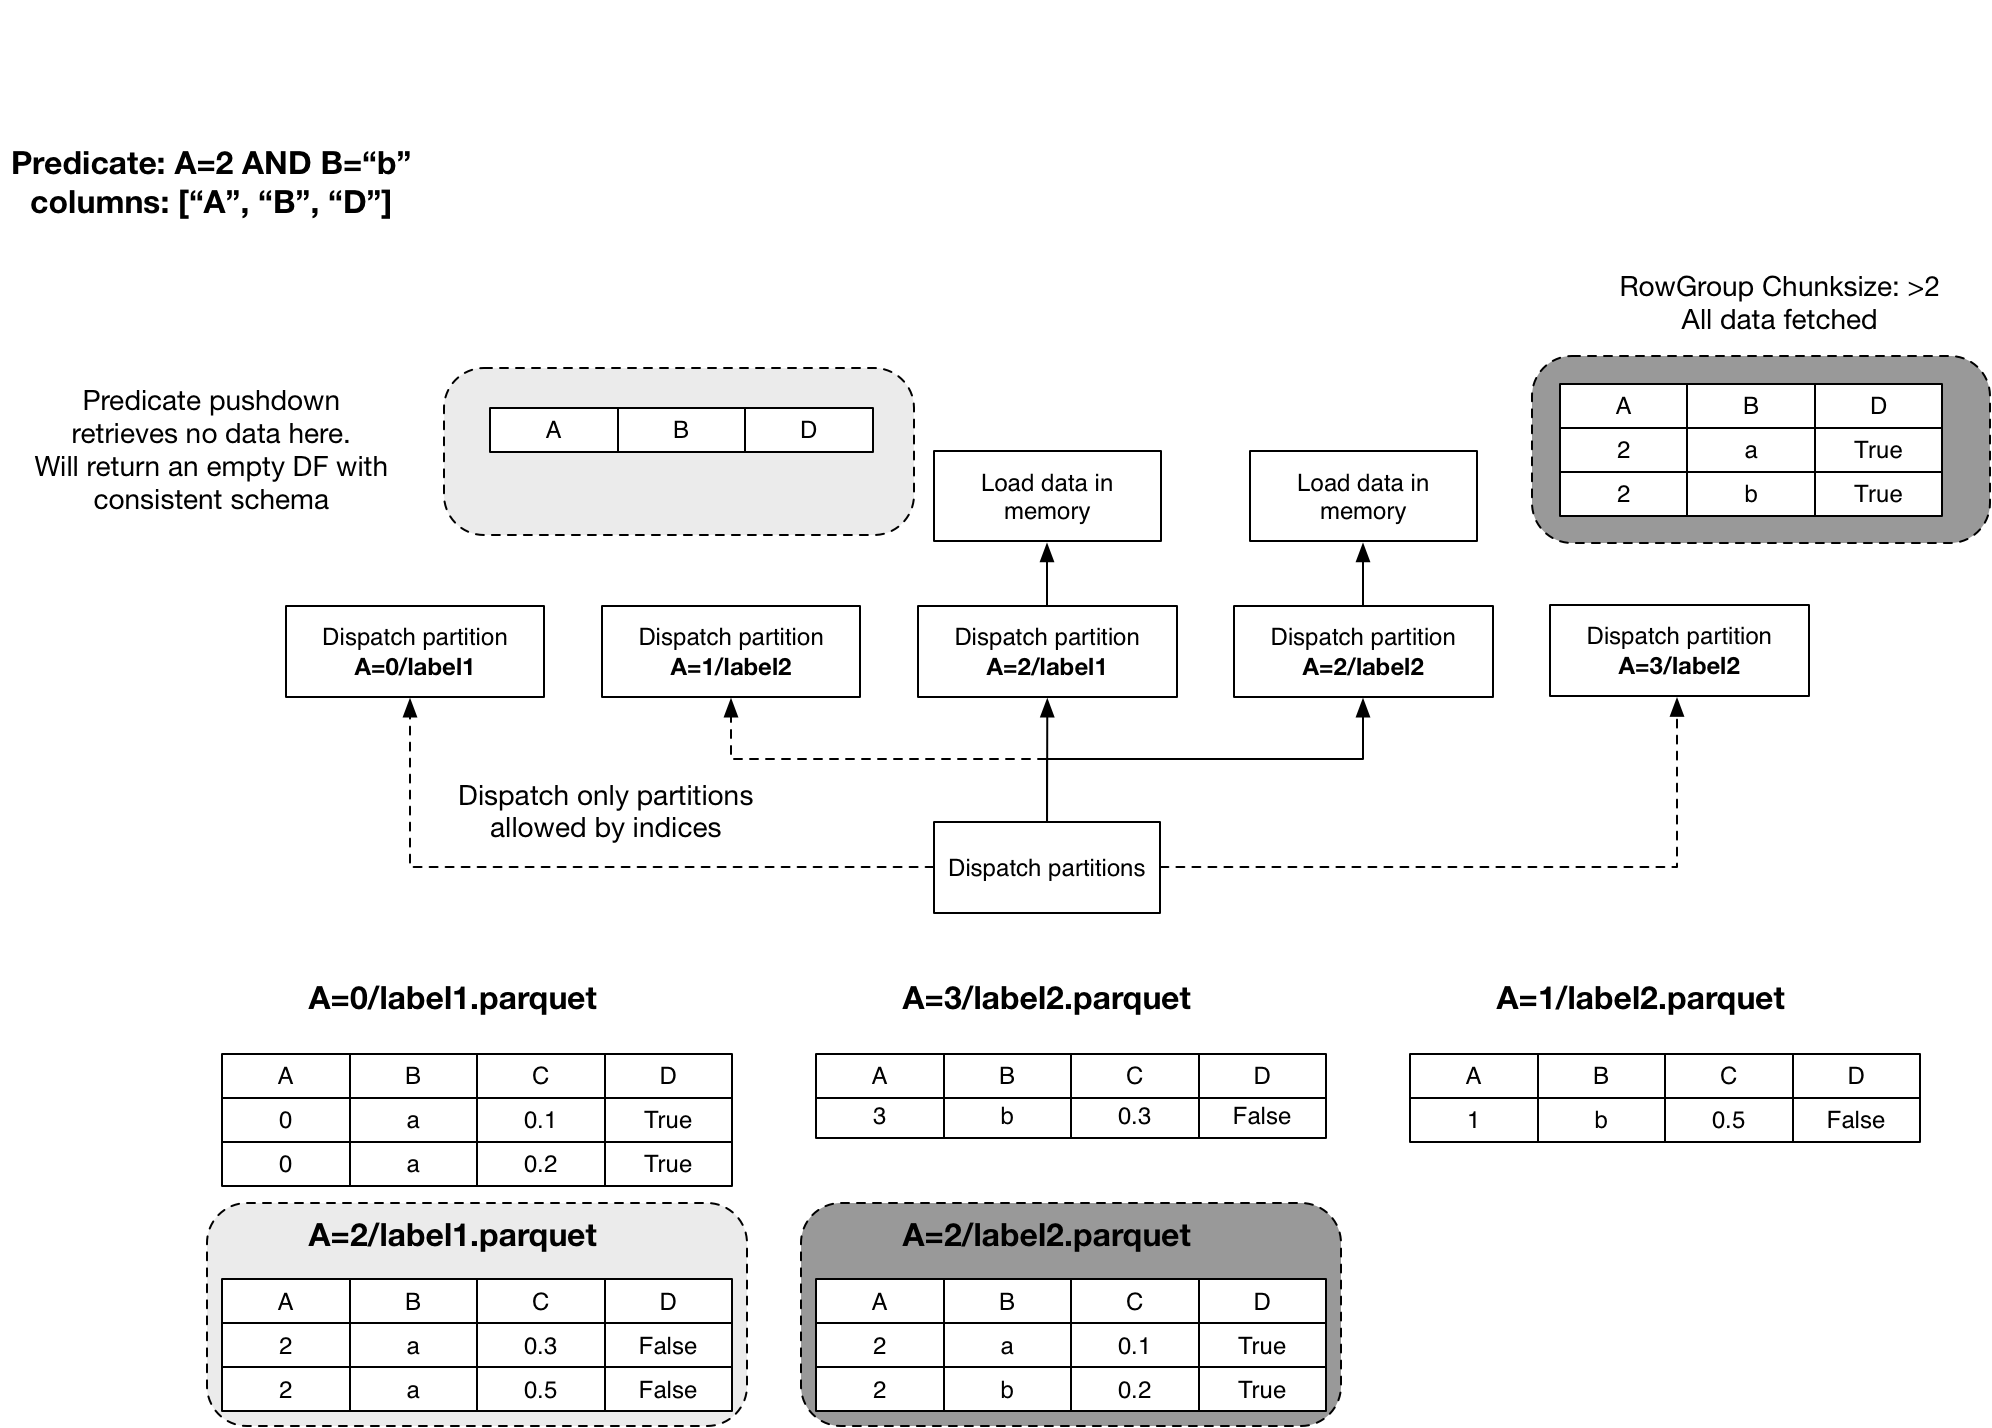 Predicate: A=2 AND B=“b”
columns: [“A”, “B”, “D”]
RowGroup Chunksize: >2
All data fetched
A B D
2 a True
2 b True
Predicate pushdown
retrieves no data here.
Will return an empty DF with
consistent schema
A B D
Load data in
memory
Load data in
memory
Dispatch partition
A=0/label1
Dispatch partition
A=1/label2
Dispatch partition
A=2/label1
Dispatch partition
A=2/label2
Dispatch partition
A=3/label2
Dispatch only partitions
allowed by indices
Dispatch partitions
A=0/label1.parquet
A B C D
0 a 0.1 True
0 a 0.2 True
A=3/label2.parquet
A B C D
3 b 0.3 False
A=1/label2.parquet
A B C D
1 b 0.5 False
A=2/label1.parquet
A B C D
2 a 0.3 False
2 a 0.5 False
A=2/label2.parquet
A B C D
2 a 0.1 True
2 b 0.2 True